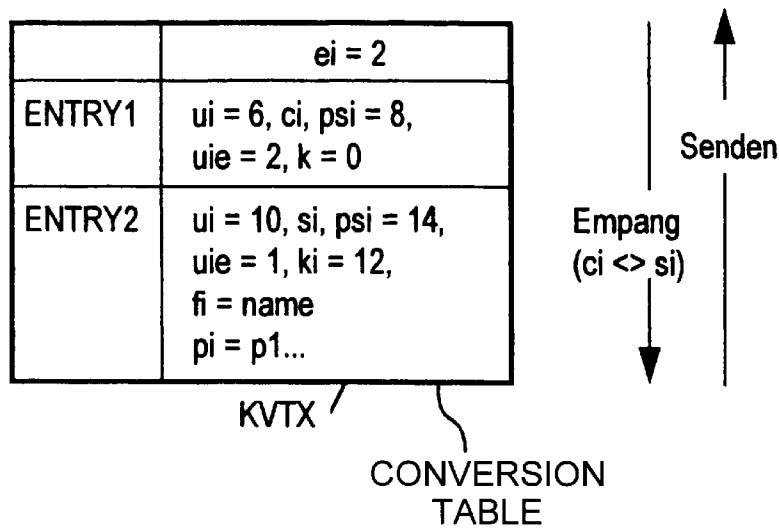 ei = 2
ENTRY1
ui = 6, ci, psi = 8,
uie = 2, k = 0
ENTRY2
ui = 10, si, psi = 14,
uie = 1, ki = 12,
fi = name
pi = p1...
Senden
Empang
(ci <> si)
KVTX
CONVERSION
TABLE